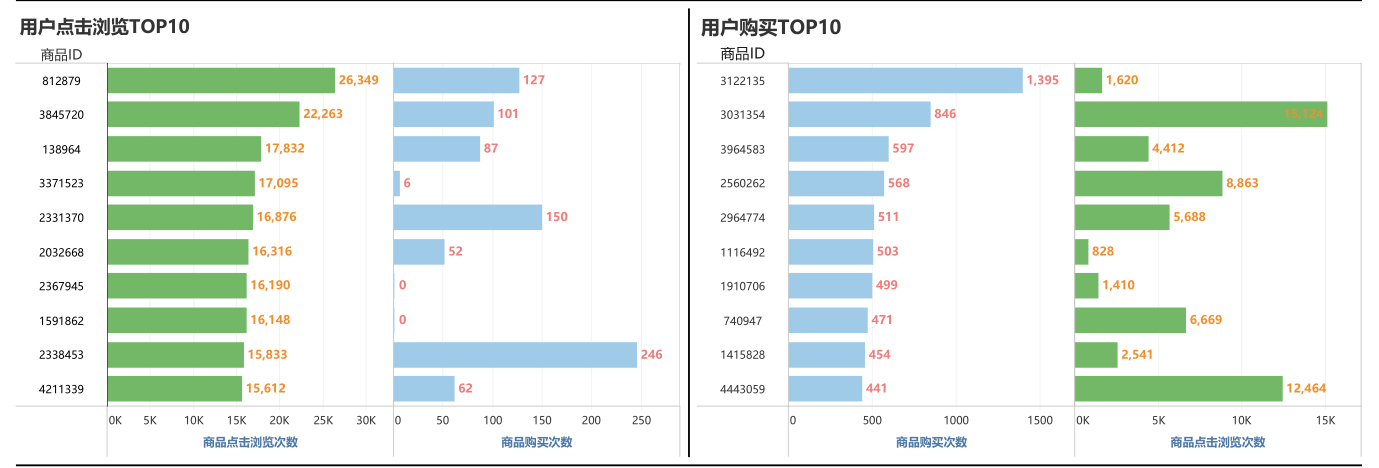 用户点击浏览TOP10
商品ID
812879 26,349 127
3845720 22,263 101
138964 17,832 87
3371523 17,095 6
2331370 16,876 150
2032668 16,316 52
2367945 16,190 0
1591862 16,148 0
2338453 15,833 246
4211339 15,612 62
0K 5K 10K 15K 20K 25K 30K 0 50 100 150 200 250
商品点击浏览次数 商品购买次数
用户购买TOP10
商品ID
3122135 1,395 1,620
3031354 846 15,124
3964583 597 4,412
2560262 568 8,863
2964774 511 5,688
1116492 503 828
1910706 499 1,410
740947 471 6,669
1415828 454 2,541
4443059 441 12,464
0 500 1000 1500 0K 5K 10K 15K
商品购买次数 商品点击浏览次数